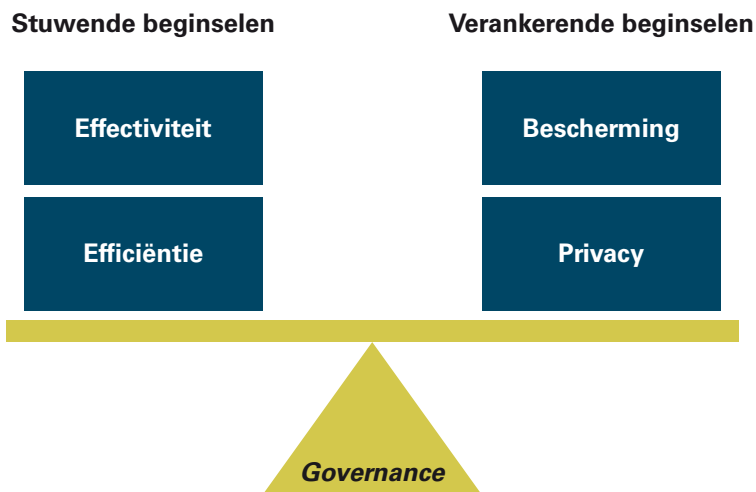 Stuwende beginselen
Verankerende beginselen
Effectiviteit
Bescherming
Efficiëntie
Privacy
Governance